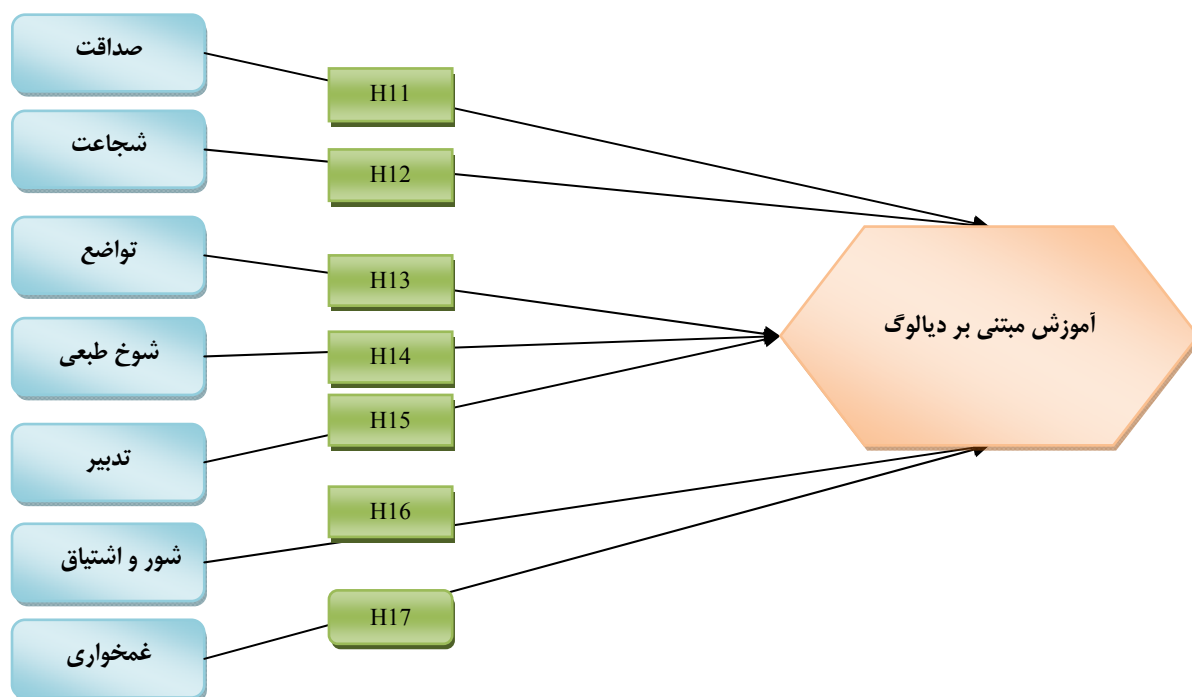 صداقت
H11
شجاعت
H12
تواضع
H13
آموزش مبتنی بر دیالوگ
شوخ طبعی
H14
H15
تدبیر
H16
شور و اشتیاق
H17
غمخواری